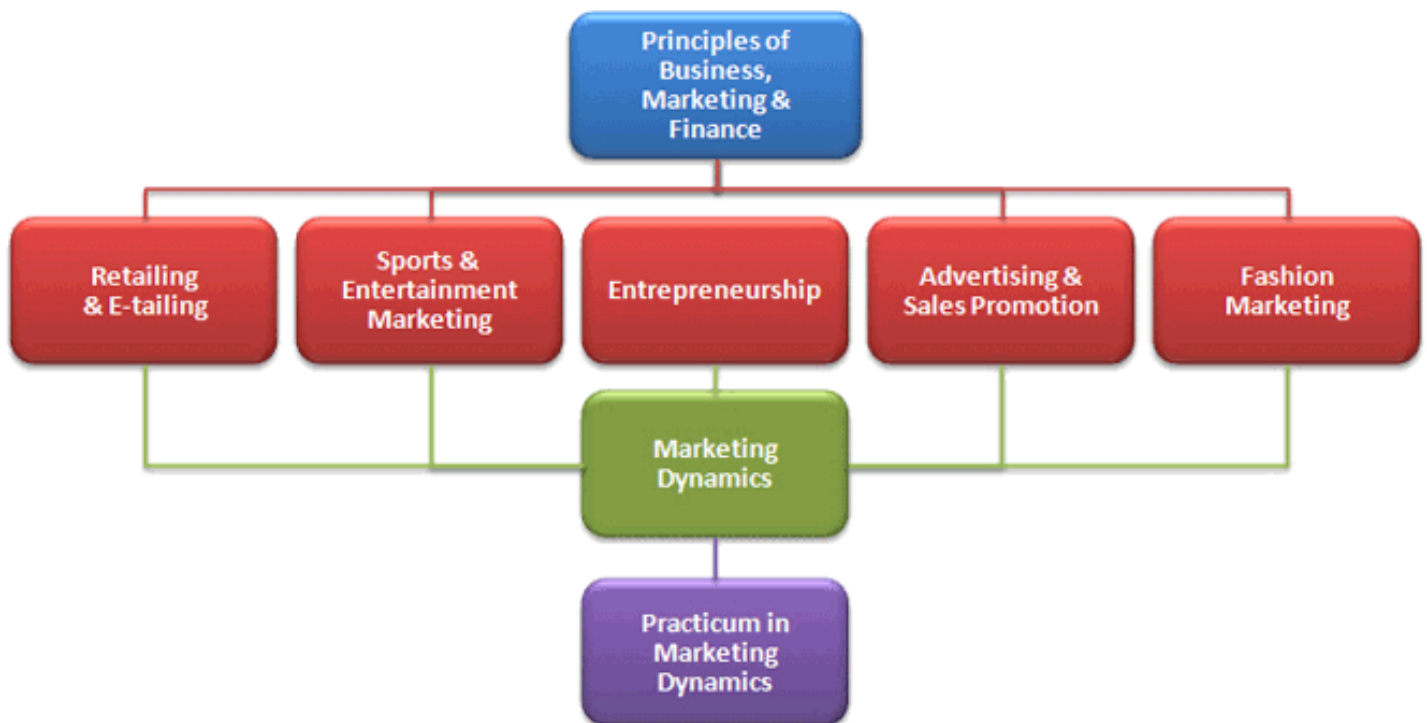 Principles of
Business,
Marketing &
Finance
Retailing
& E-tailing
Sports &
Entertainment
Marketing
Entrepreneurship
Advertising &
Sales Promotion
Fashion
Marketing
Marketing
Dynamics
Practicum in
Marketing
Dynamics